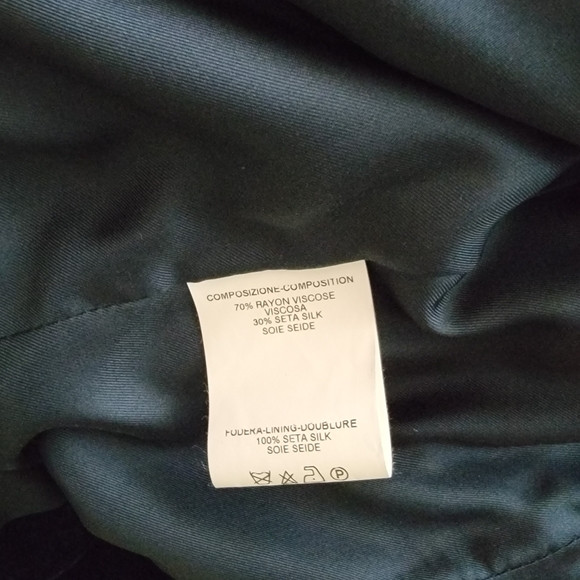 COMPOSIZIONE-COMPOSITION
70% RAYON VISCOSE
VISCOSA
30% SETA SILK
SOIE SEIDE
FODERA-LINING-DOUBLURE
100% SETA SILK
SOIE SEIDE
P